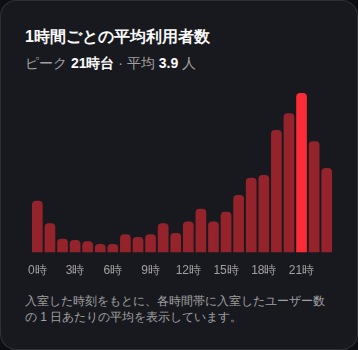 1時間ごとの平均利用者数
ピーク 21時台 · 平均 3.9 人
0時 3時 6時 9時 12時 15時 18時 21時
入室した時刻をもとに、各時間帯に入室したユーザー数
の 1 日あたりの平均を表示しています。